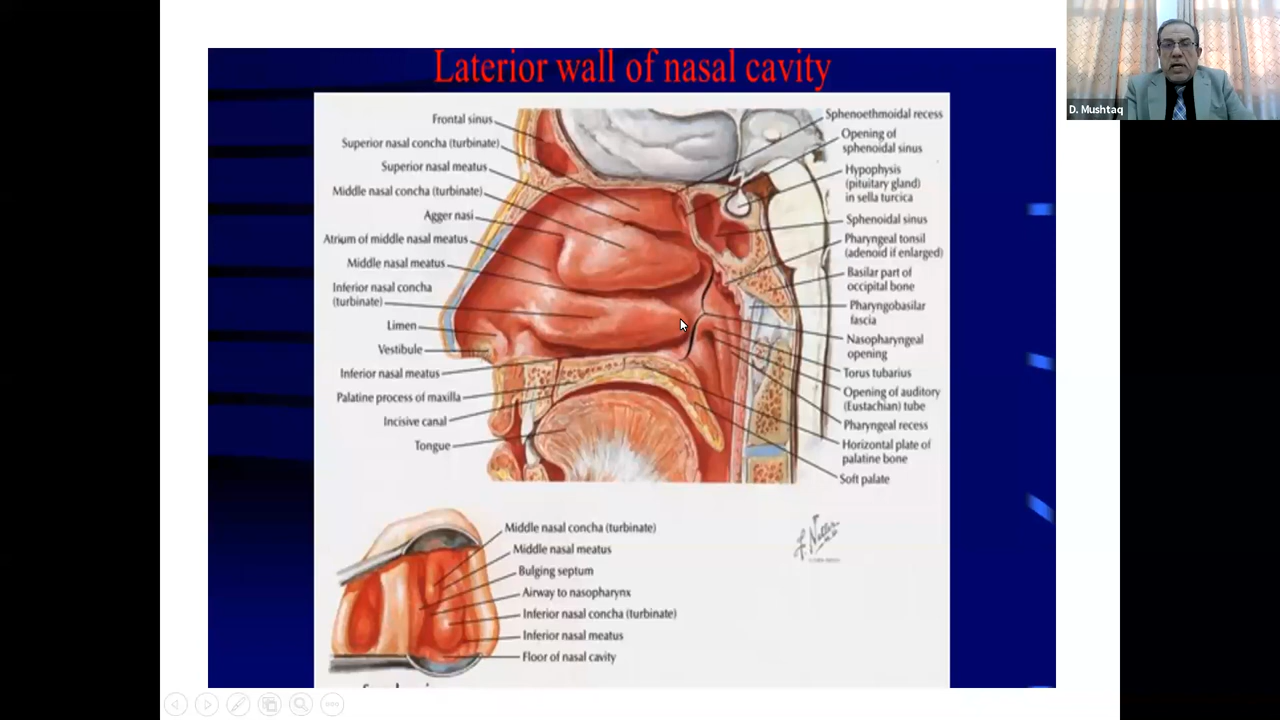 Laterior wall of nasal cavity
D. Mushtaq
Frontal sinus
Superior nasal concha (turbinate)
Superior nasal meatus
Middle nasal concha (turbinate)
Agger nasi
Atrium of middle nasal meatus
Middle nasal meatus
Inferior nasal concha
(turbinate)
Limen
Vestibule
Inferior nasal meatus
Palatine process of maxilla
Incisive canal
Tongue
Sphenoethmoidal recess
Opening of
sphenoidal sinus
Hypophysis
(pituitary gland)
in sella turcica
Sphenoidal sinus
Pharyngeal tonsil
(adenoid if enlarged)
Basilar part of
occipital bone
Pharyngobasilar
fascia
Nasopharyngeal
opening
Torus tubarius
Opening of auditory
(Eustachian) tube
Pharyngeal recess
Horizontal plate of
palatine bone
Soft palate
Middle nasal concha (turbinate)
Middle nasal meatus
Bulging septum
Airway to nasopharynx
Inferior nasal concha (turbinate)
Inferior nasal meatus
Floor of nasal cavity
F. Netter